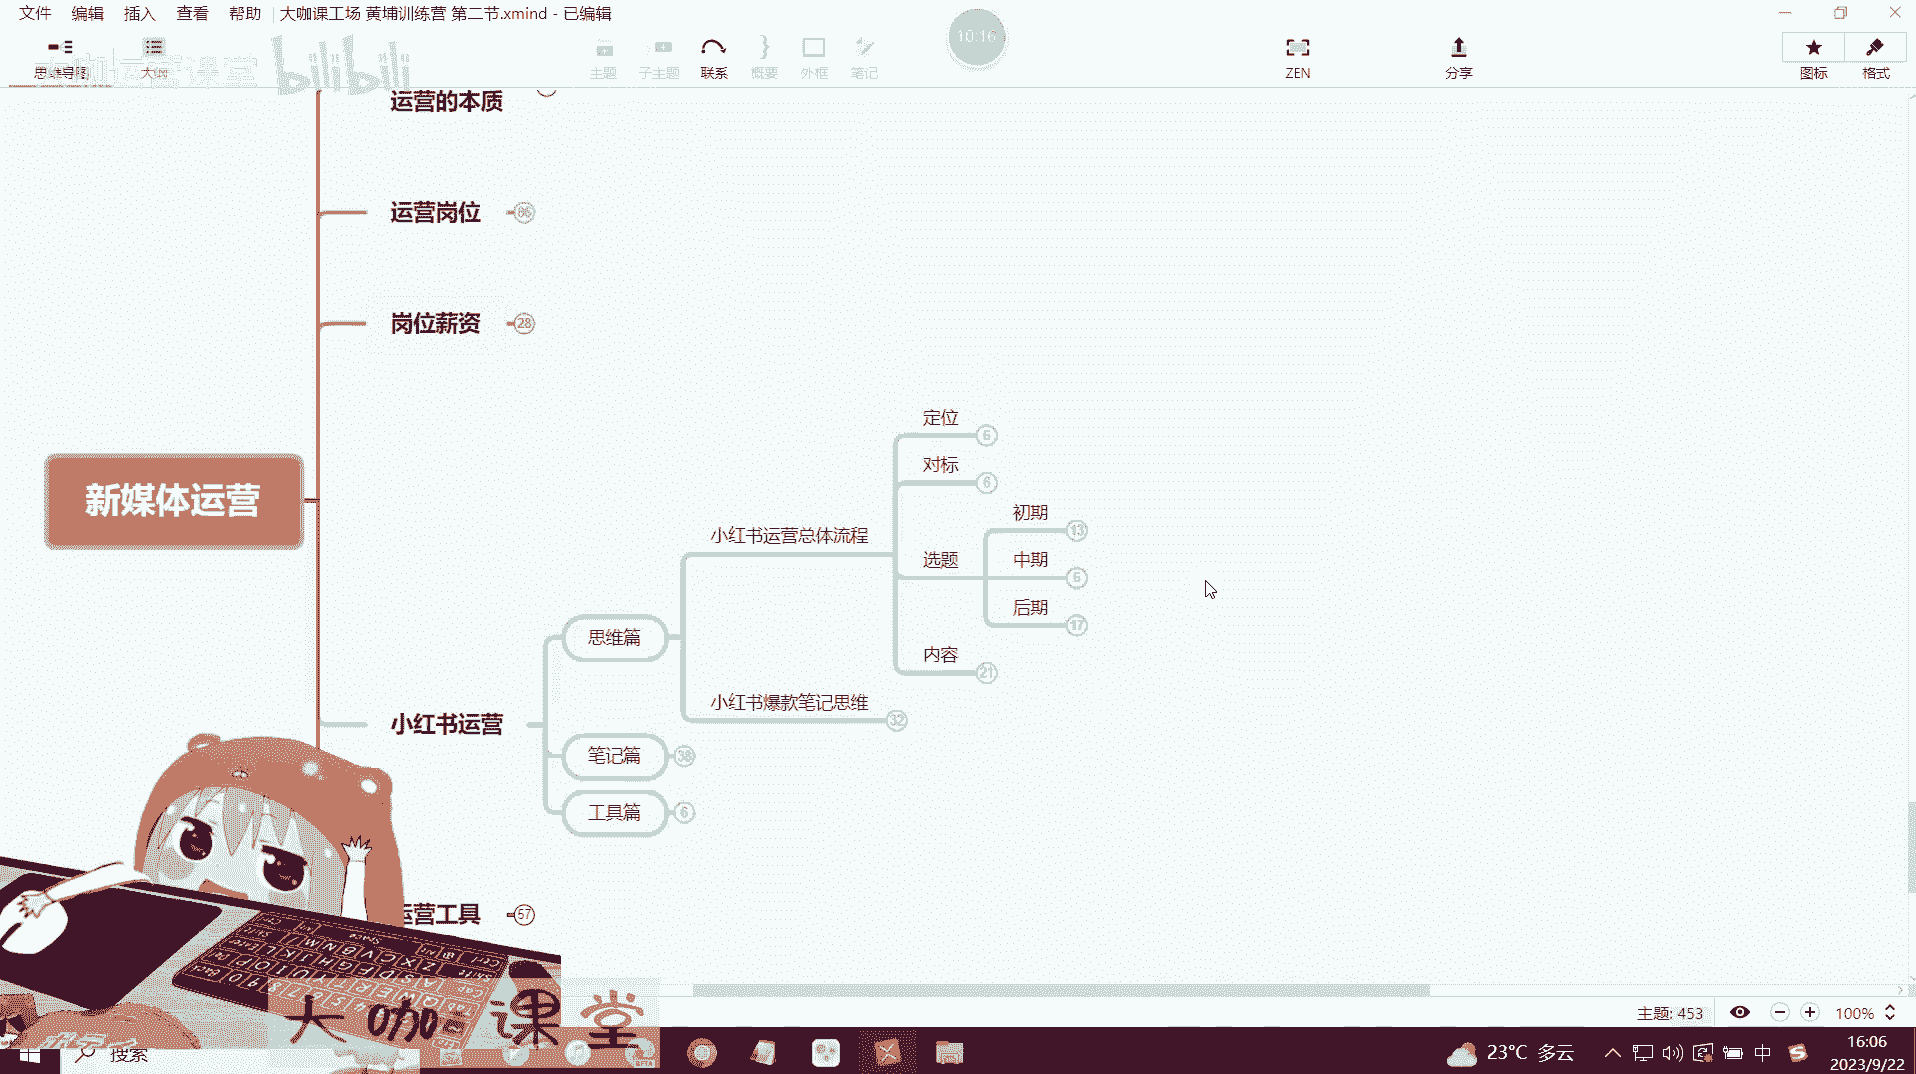 文件 编辑 插入 查看 帮助 大咖课工场 黄埔训练营 第二节.xmind - 已编辑
思维导图 大纲 主题 子主题 联系 概要 外框 笔记 10:16 ZEN 分享 图标 格式
bilibili
运营的本质
运营岗位
岗位薪资 28
定位 6
对标 6
初期 13
新媒体运营
小红书运营总体流程
选题
中期 6
后期 17
思维篇
内容 21
小红书爆款笔记思维 32
小红书运营
笔记篇 38
工具篇 6
运营工具 57
大咖课堂
主题: 453 100%
搜索
23°C 多云 中 16:06
2023/9/22